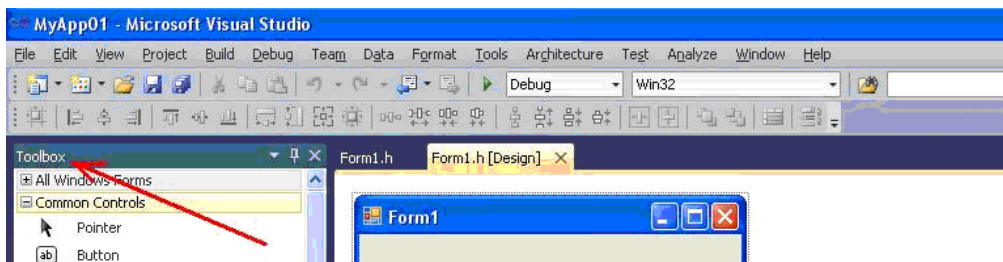 MyApp01 - Microsoft Visual Studio
File Edit View Project Build Debug Team Data Format Tools Architecture Test Analyze Window Help
Debug Win32
Toolbox Form1.h Form1.h [Design]
All Windows Forms
Common Controls
Form1
Pointer
ab Button